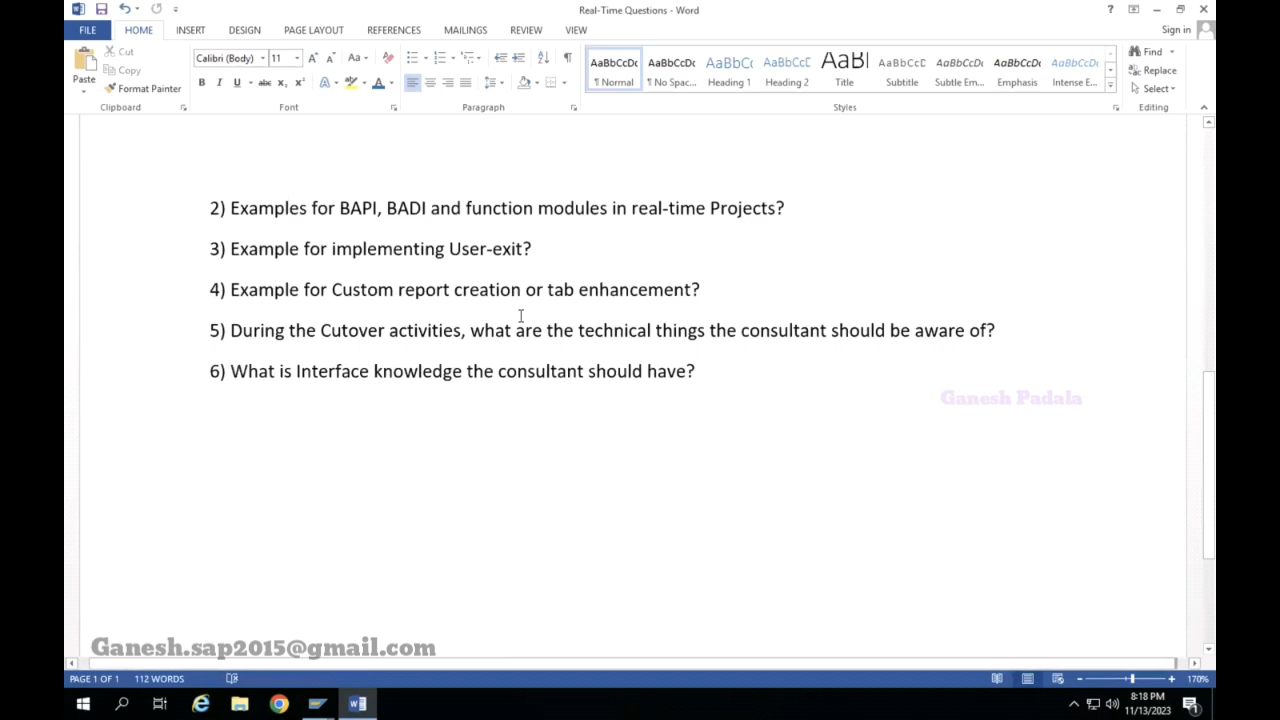 Real-Time Questions - Word
Sign in
FILE HOME INSERT DESIGN PAGE LAYOUT REFERENCES MAILINGS REVIEW VIEW
Paste
Cut
Copy
Format Painter
Clipboard
Calibri (Body) 11
Font
Paragraph
AaBbCcDc AaBbCcDc AaBbCc AaBbCcD AaBl AaBbCcD AaBbCcDc AaBbCcDc AaBbCcDc
¶ Normal ¶ No Spac... Heading 1 Heading 2 Title Subtitle Subtle Em... Emphasis Intense E...
Styles
Find
Replace
Select
Editing
2) Examples for BAPI, BADI and function modules in real-time Projects?
3) Example for implementing User-exit?
4) Example for Custom report creation or tab enhancement?
5) During the Cutover activities, what are the technical things the consultant should be aware of?
6) What is Interface knowledge the consultant should have?
Ganesh Padala
Ganesh.sap2015@gmail.com
PAGE 1 OF 1 112 WORDS
170%
8:18 PM
11/13/2023